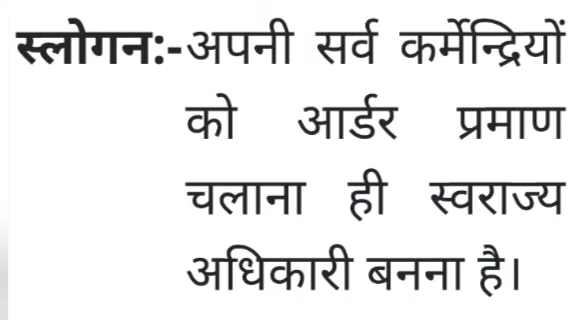 स्लोगन:-अपनी सर्व कर्मेन्द्रियों
को आर्डर प्रमाण
चलाना ही स्वराज्य
अधिकारी बनना है।